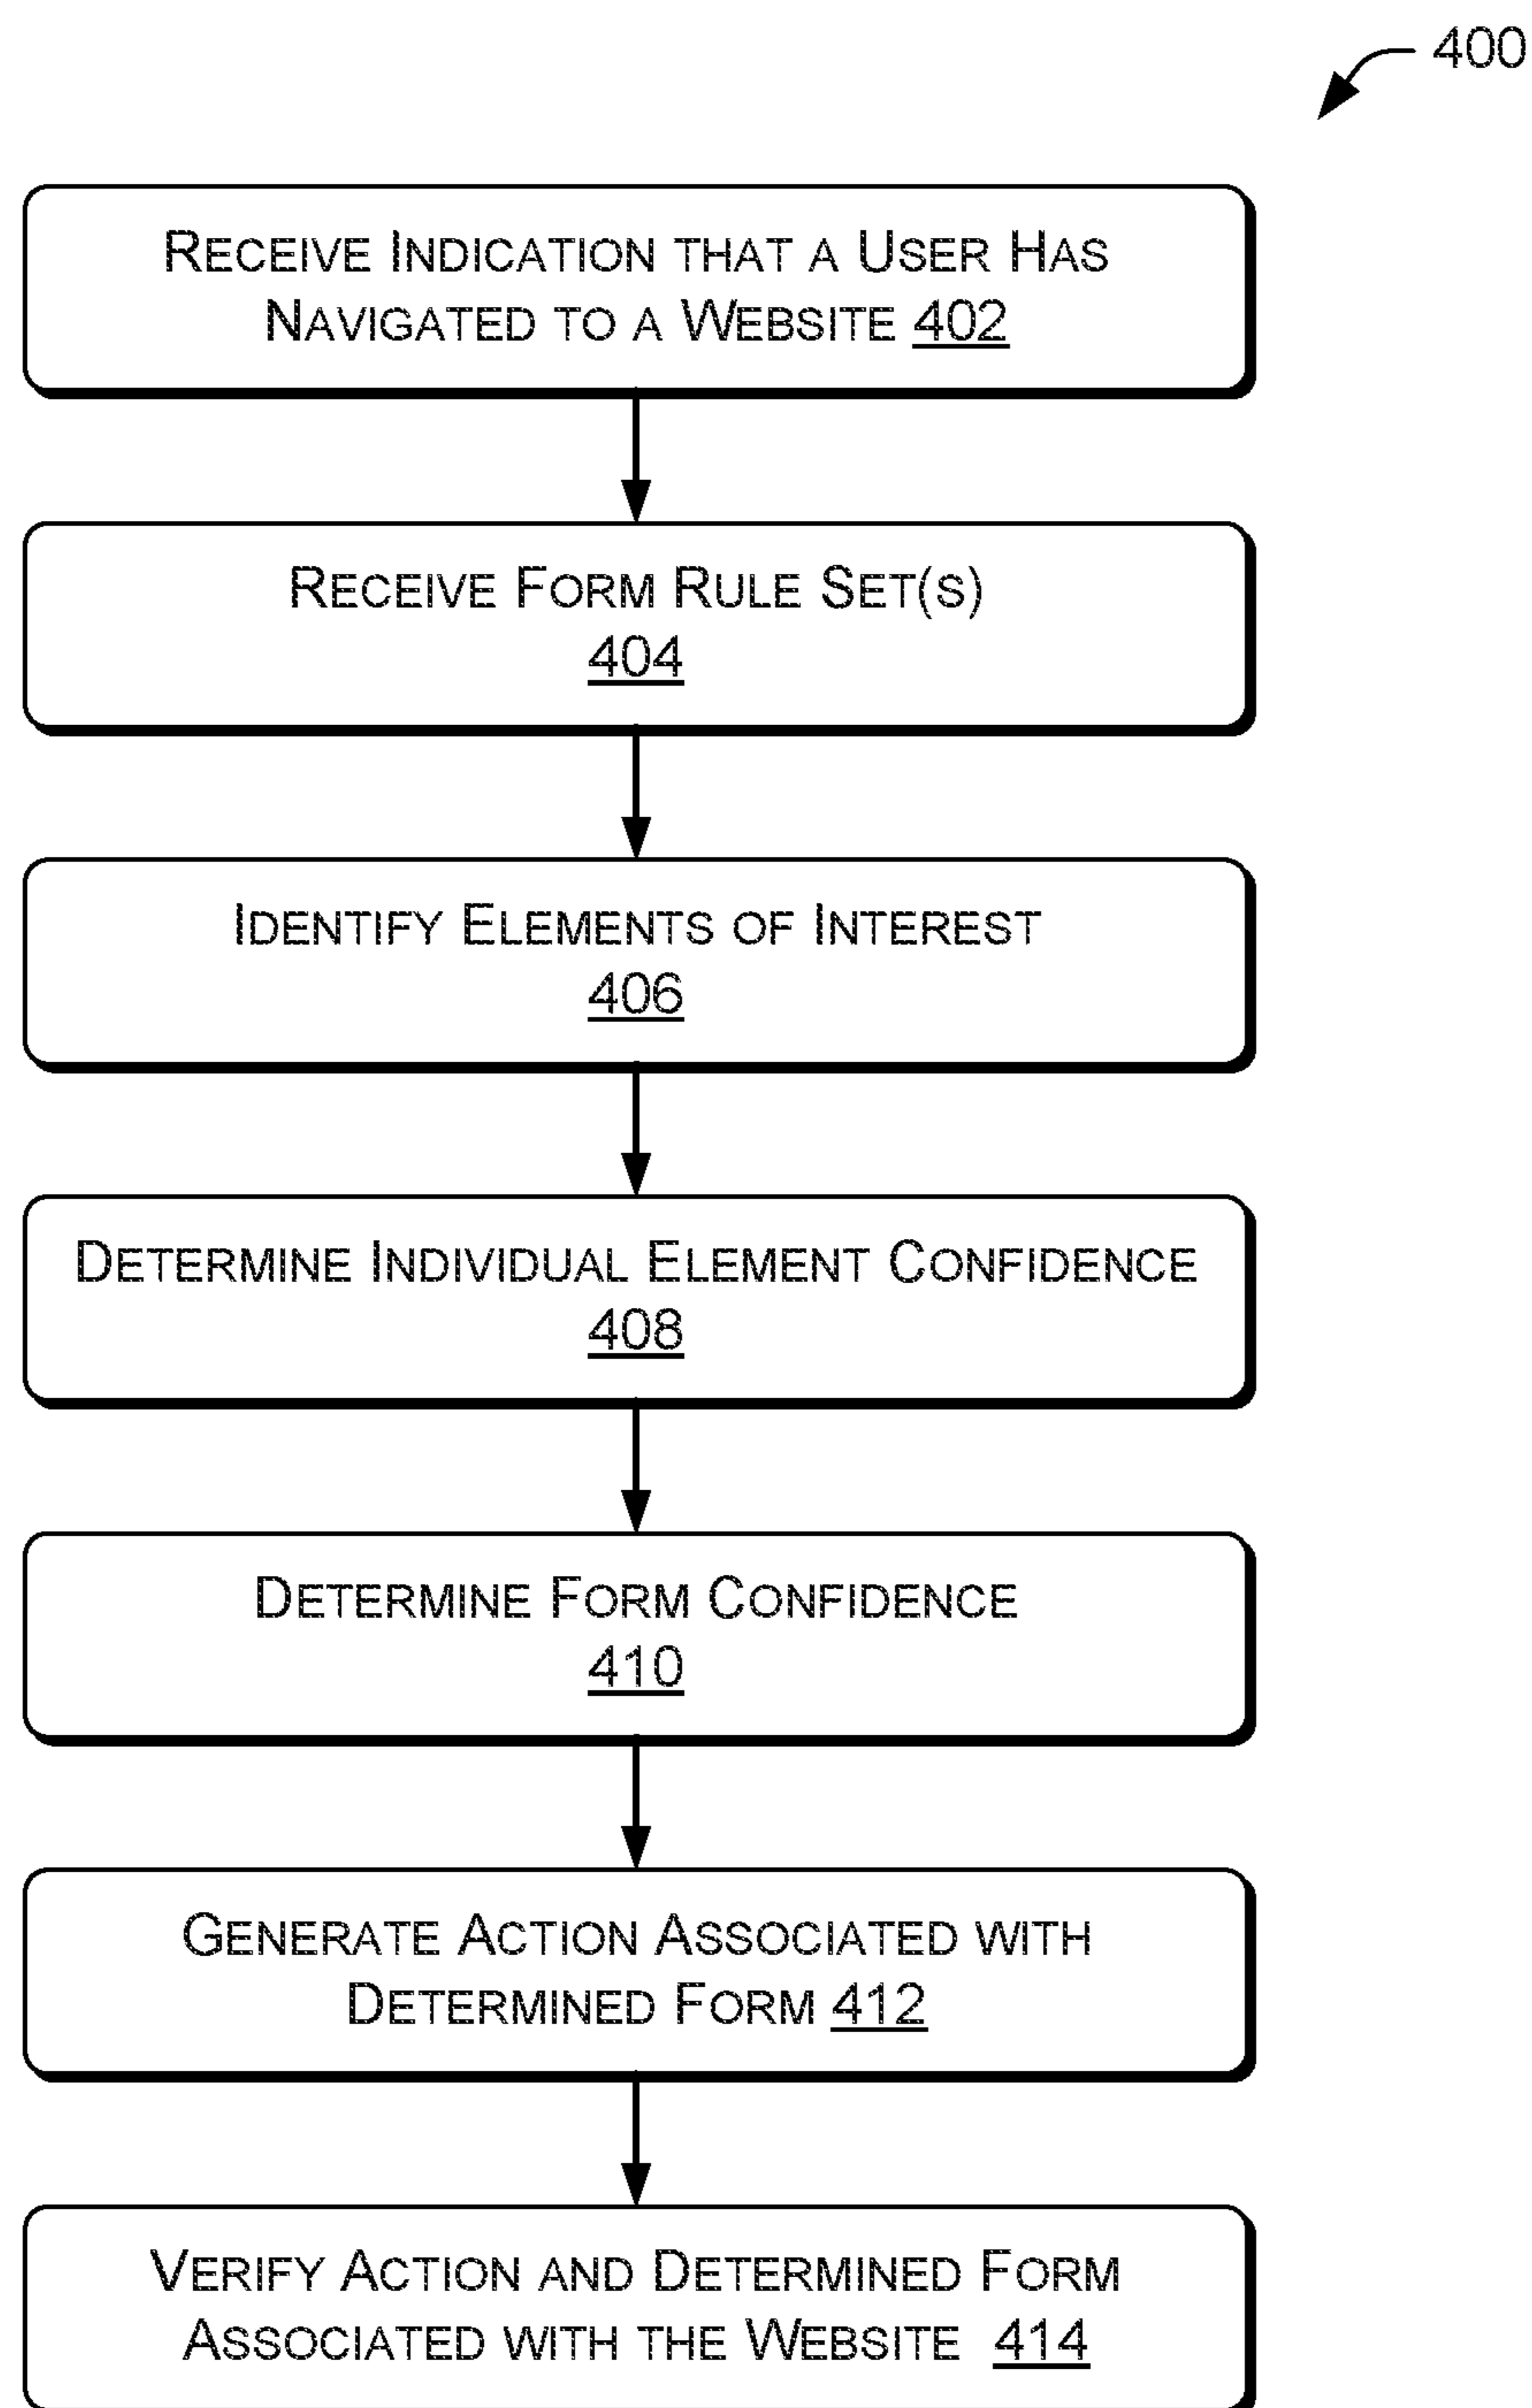 400
RECEIVE INDICATION THAT A USER HAS
NAVIGATED TO A WEBSITE 402
RECEIVE FORM RULE SET(S)
404
IDENTIFY ELEMENTS OF INTEREST
406
DETERMINE INDIVIDUAL ELEMENT CONFIDENCE
408
DETERMINE FORM CONFIDENCE
410
GENERATE ACTION ASSOCIATED WITH
DETERMINED FORM 412
VERIFY ACTION AND DETERMINED FORM
ASSOCIATED WITH THE WEBSITE 414